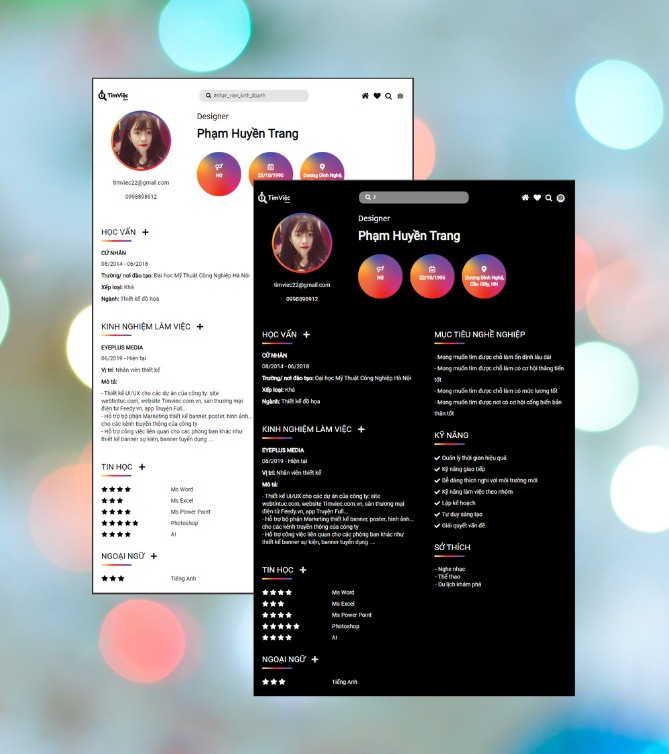 TimViệc
#nhan_vien_kinh_doanh
Designer
Phạm Huyền Trang
Nữ
22/10/1995
Dương Đình Nghệ,
timviec22@gmail.com
0998898912
HỌC VẤN +
CỬ NHÂN
08/2014 - 06/2018
Trường/ nơi đào tạo: Đại học Mỹ Thuật Công Nghiệp Hà Nội
Xếp loại: Khá
Ngành: Thiết kế đồ họa
KINH NGHIỆM LÀM VIỆC +
EYEPLUS MEDIA
06/2019 - Hiện tại
Vị trí: Nhân viên thiết kế
Mô tả:
- Thiết kế UI/UX cho các dự án của công ty: site
webtintuc.com, website Timviec.com.vn, sàn thương mại
điện tử Feedy.vn, app Truyện Full...
- Hỗ trợ bộ phận Marketing thiết kế banner, poster, hình ảnh...
cho các kênh truyền thông của công ty
- Hỗ trợ công việc liên quan cho các phòng ban khác như
thiết kế banner sự kiện, banner tuyển dụng ....
TIN HỌC +
Ms Word
Ms Excel
Ms Power Point
Photoshop
AI
NGOẠI NGỮ +
Tiếng Anh
TimViệc
Designer
Phạm Huyền Trang
Nữ
22/10/1995
Dương Đình Nghệ,
Cầu Giấy, HN
timviec22@gmail.com
0998898912
HỌC VẤN +
CỬ NHÂN
08/2014 - 06/2018
Trường/ nơi đào tạo: Đại học Mỹ Thuật Công Nghiệp Hà Nội
Xếp loại: Khá
Ngành: Thiết kế đồ họa
KINH NGHIỆM LÀM VIỆC +
EYEPLUS MEDIA
06/2019 - Hiện tại
Vị trí: Nhân viên thiết kế
Mô tả:
- Thiết kế UI/UX cho các dự án của công ty: site
webtintuc.com, website Timviec.com.vn, sàn thương mại
điện tử Feedy.vn, app Truyện Full...
- Hỗ trợ bộ phận Marketing thiết kế banner, poster, hình ảnh...
cho các kênh truyền thông của công ty
- Hỗ trợ công việc liên quan cho các phòng ban khác như
thiết kế banner sự kiện, banner tuyển dụng ....
TIN HỌC +
Ms Word
Ms Excel
Ms Power Point
Photoshop
AI
NGOẠI NGỮ +
Tiếng Anh
MỤC TIÊU NGHỀ NGHIỆP
- Mong muốn tìm được chỗ làm ổn định lâu dài
- Mong muốn tìm được chỗ làm có cơ hội thăng tiến
tốt
- Mong muốn tìm được chỗ làm có mức lương tốt
- Mong muốn tìm được nơi có cơ hội cống hiến bản
thân tốt
KỸ NĂNG
Quản lý thời gian hiệu quả
Kỹ năng giao tiếp
Dễ dàng thích nghi với môi trường mới
Kỹ năng làm việc theo nhóm
Lập kế hoạch
Tư duy sáng tạo
Giải quyết vấn đề
SỞ THÍCH
- Nghe nhạc
- Thể thao
- Du lịch khám phá